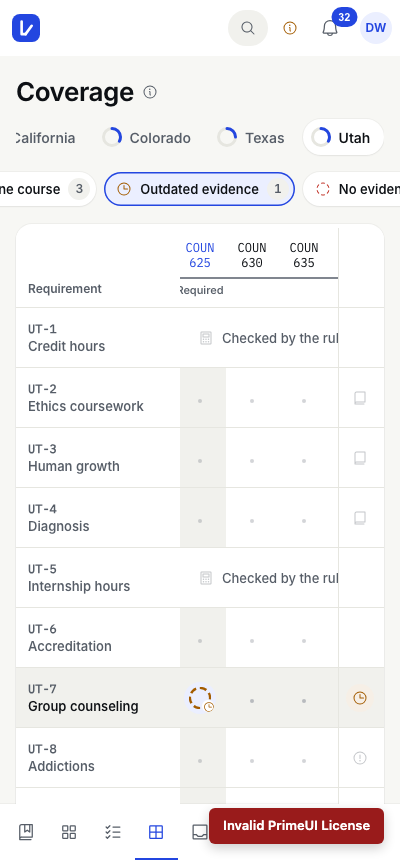 32
DW
Coverage
California
Colorado
Texas
Utah
ne course 3
Outdated evidence 1
No eviden
COUN 625
COUN 630
COUN 635
Requirement
Required
UT-1
Credit hours
Checked by the rul
UT-2
Ethics coursework
UT-3
Human growth
UT-4
Diagnosis
UT-5
Internship hours
Checked by the rul
UT-6
Accreditation
UT-7
Group counseling
UT-8
Addictions
Invalid PrimeUI License